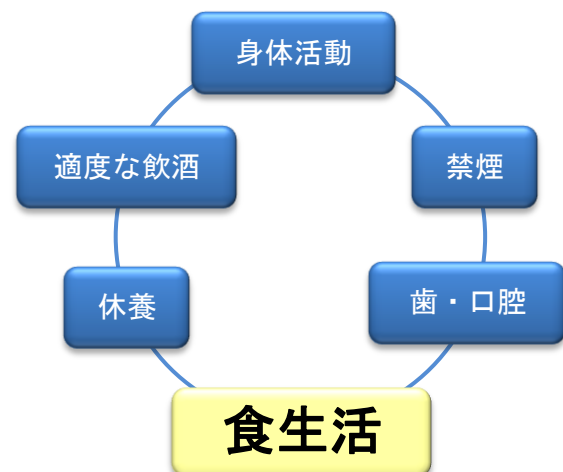 身体活動
適度な飲酒
禁煙
休養
歯・口腔
食生活